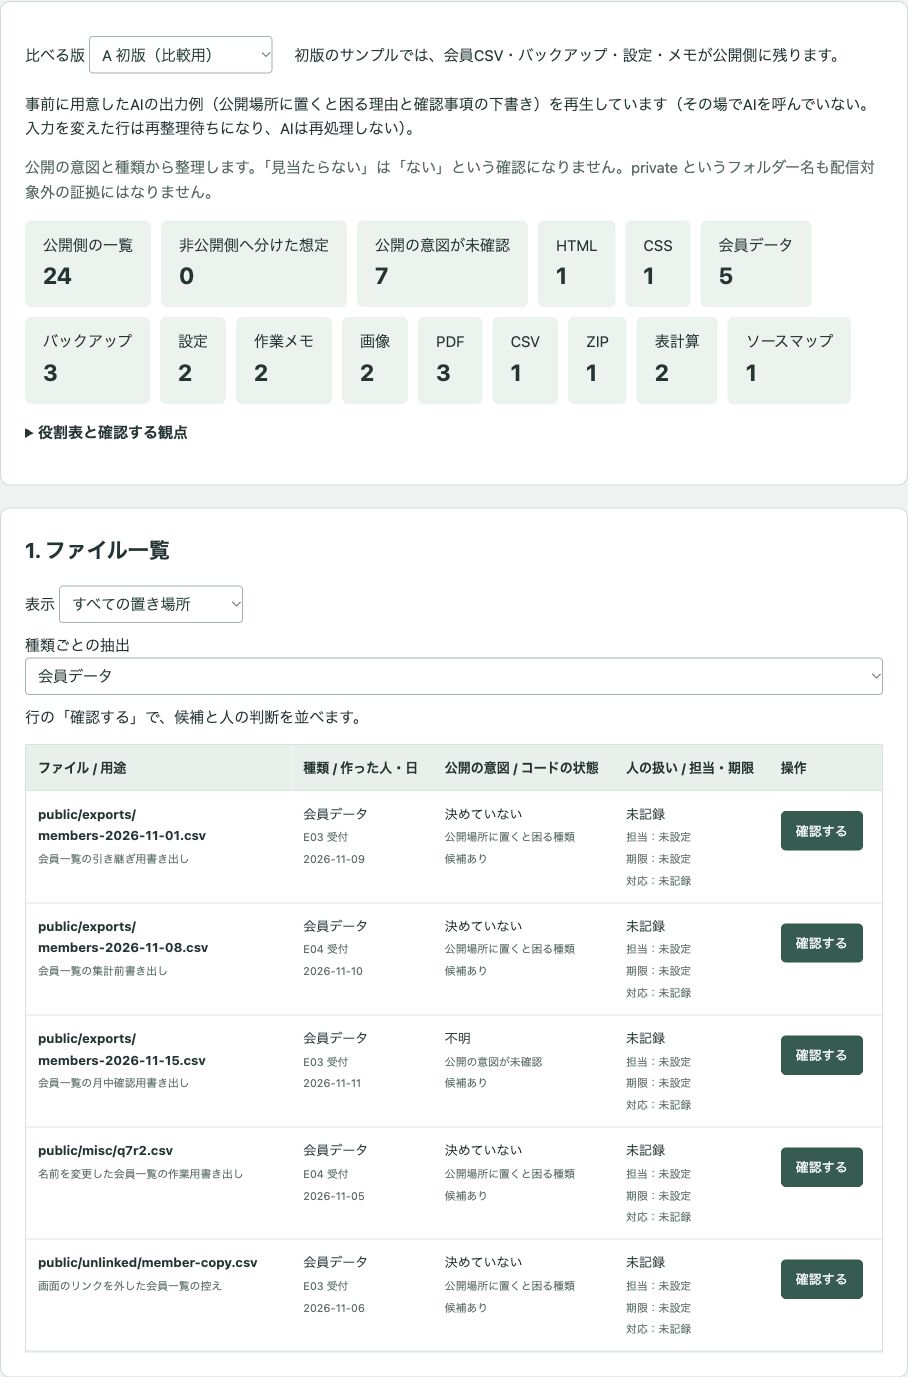 比べる版 A 初版（比較用） 初版のサンプルでは、会員CSV・バックアップ・設定・メモが公開側に残ります。
事前に用意したAIの出力例（公開場所に置くと困る理由と確認事項の下書き）を再生しています（その場でAIを呼んでいない。
入力を変えた行は再整理待ちになり、AIは再処理しない）。
公開の意図と種類から整理します。「見当たらない」は「ない」という確認になりません。private というフォルダー名も配信対
象外の証拠にはなりません。
公開側の一覧 非公開側へ分けた想定 公開の意図が未確認 HTML CSS 会員データ
24 0 7 1 1 5
バックアップ 設定 作業メモ 画像 PDF CSV ZIP 表計算 ソースマップ
3 2 2 2 3 1 1 2 1
▶ 役割表と確認する観点
1. ファイル一覧
表示 すべての置き場所
種類ごとの抽出
会員データ
行の「確認する」で、候補と人の判断を並べます。
ファイル / 用途 種類 / 作った人・日 公開の意図 / コードの状態 人の扱い / 担当・期限 操作
public/exports/ 会員データ 決めていない 未記録
members-2026-11-01.csv E03 受付 公開場所に置くと困る種類 担当：未設定 確認する
会員一覧の引き継ぎ用書き出し 2026-11-09 候補あり 期限：未設定
対応：未記録
public/exports/ 会員データ 決めていない 未記録
members-2026-11-08.csv E04 受付 公開場所に置くと困る種類 担当：未設定 確認する
会員一覧の集計前書き出し 2026-11-10 候補あり 期限：未設定
対応：未記録
public/exports/ 会員データ 不明 未記録
members-2026-11-15.csv E03 受付 公開の意図が未確認 担当：未設定 確認する
会員一覧の月中確認用書き出し 2026-11-11 候補あり 期限：未設定
対応：未記録
public/misc/q7r2.csv 会員データ 決めていない 未記録
名前を変更した会員一覧の作業用書き出し E04 受付 公開場所に置くと困る種類 担当：未設定 確認する
2026-11-05 候補あり 期限：未設定
対応：未記録
public/unlinked/member-copy.csv 会員データ 決めていない 未記録
画面のリンクを外した会員一覧の控え E03 受付 公開場所に置くと困る種類 担当：未設定 確認する
2026-11-06 候補あり 期限：未設定
対応：未記録